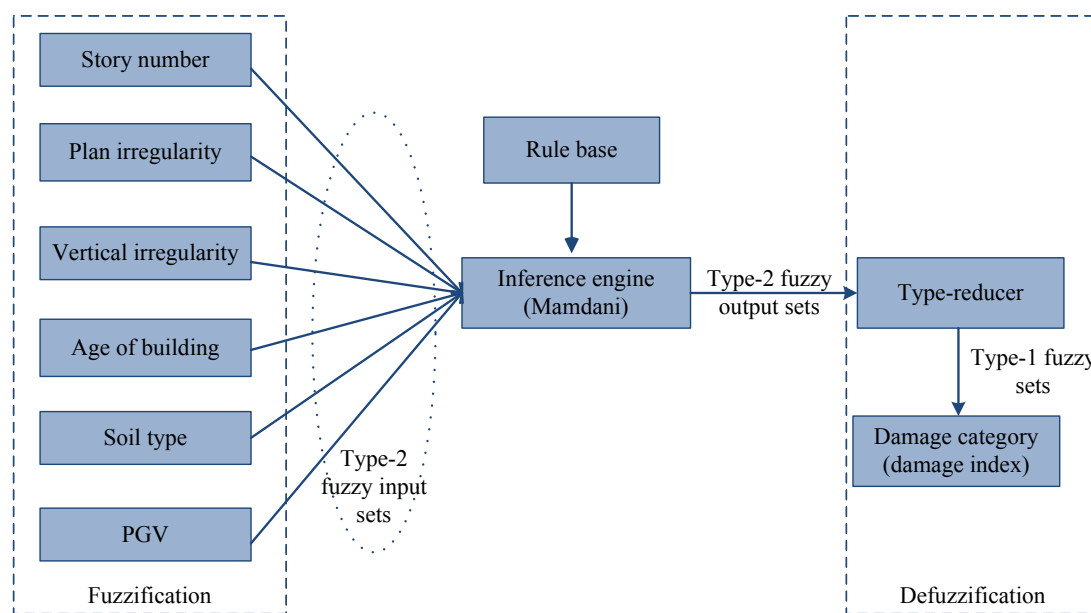 Story number
Plan irregularity
Vertical irregularity
Age of building
Soil type
PGV
Fuzzification
Type-2
fuzzy input
sets
Rule base
Inference engine
(Mamdani)
Type-2 fuzzy
output sets
Type-reducer
Type-1 fuzzy
sets
Damage category
(damage index)
Defuzzification